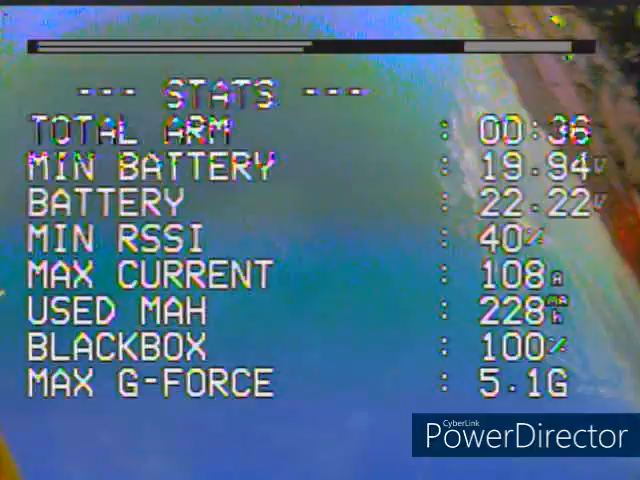 --- STATS ---
TOTAL ARM : 00:36
MIN BATTERY : 19.94V
BATTERY : 22.22V
MIN RSSI : 40%
MAX CURRENT : 108A
USED MAH : 228MAH
BLACKBOX : 100%
MAX G-FORCE : 5.1G
CyberLink
PowerDirector